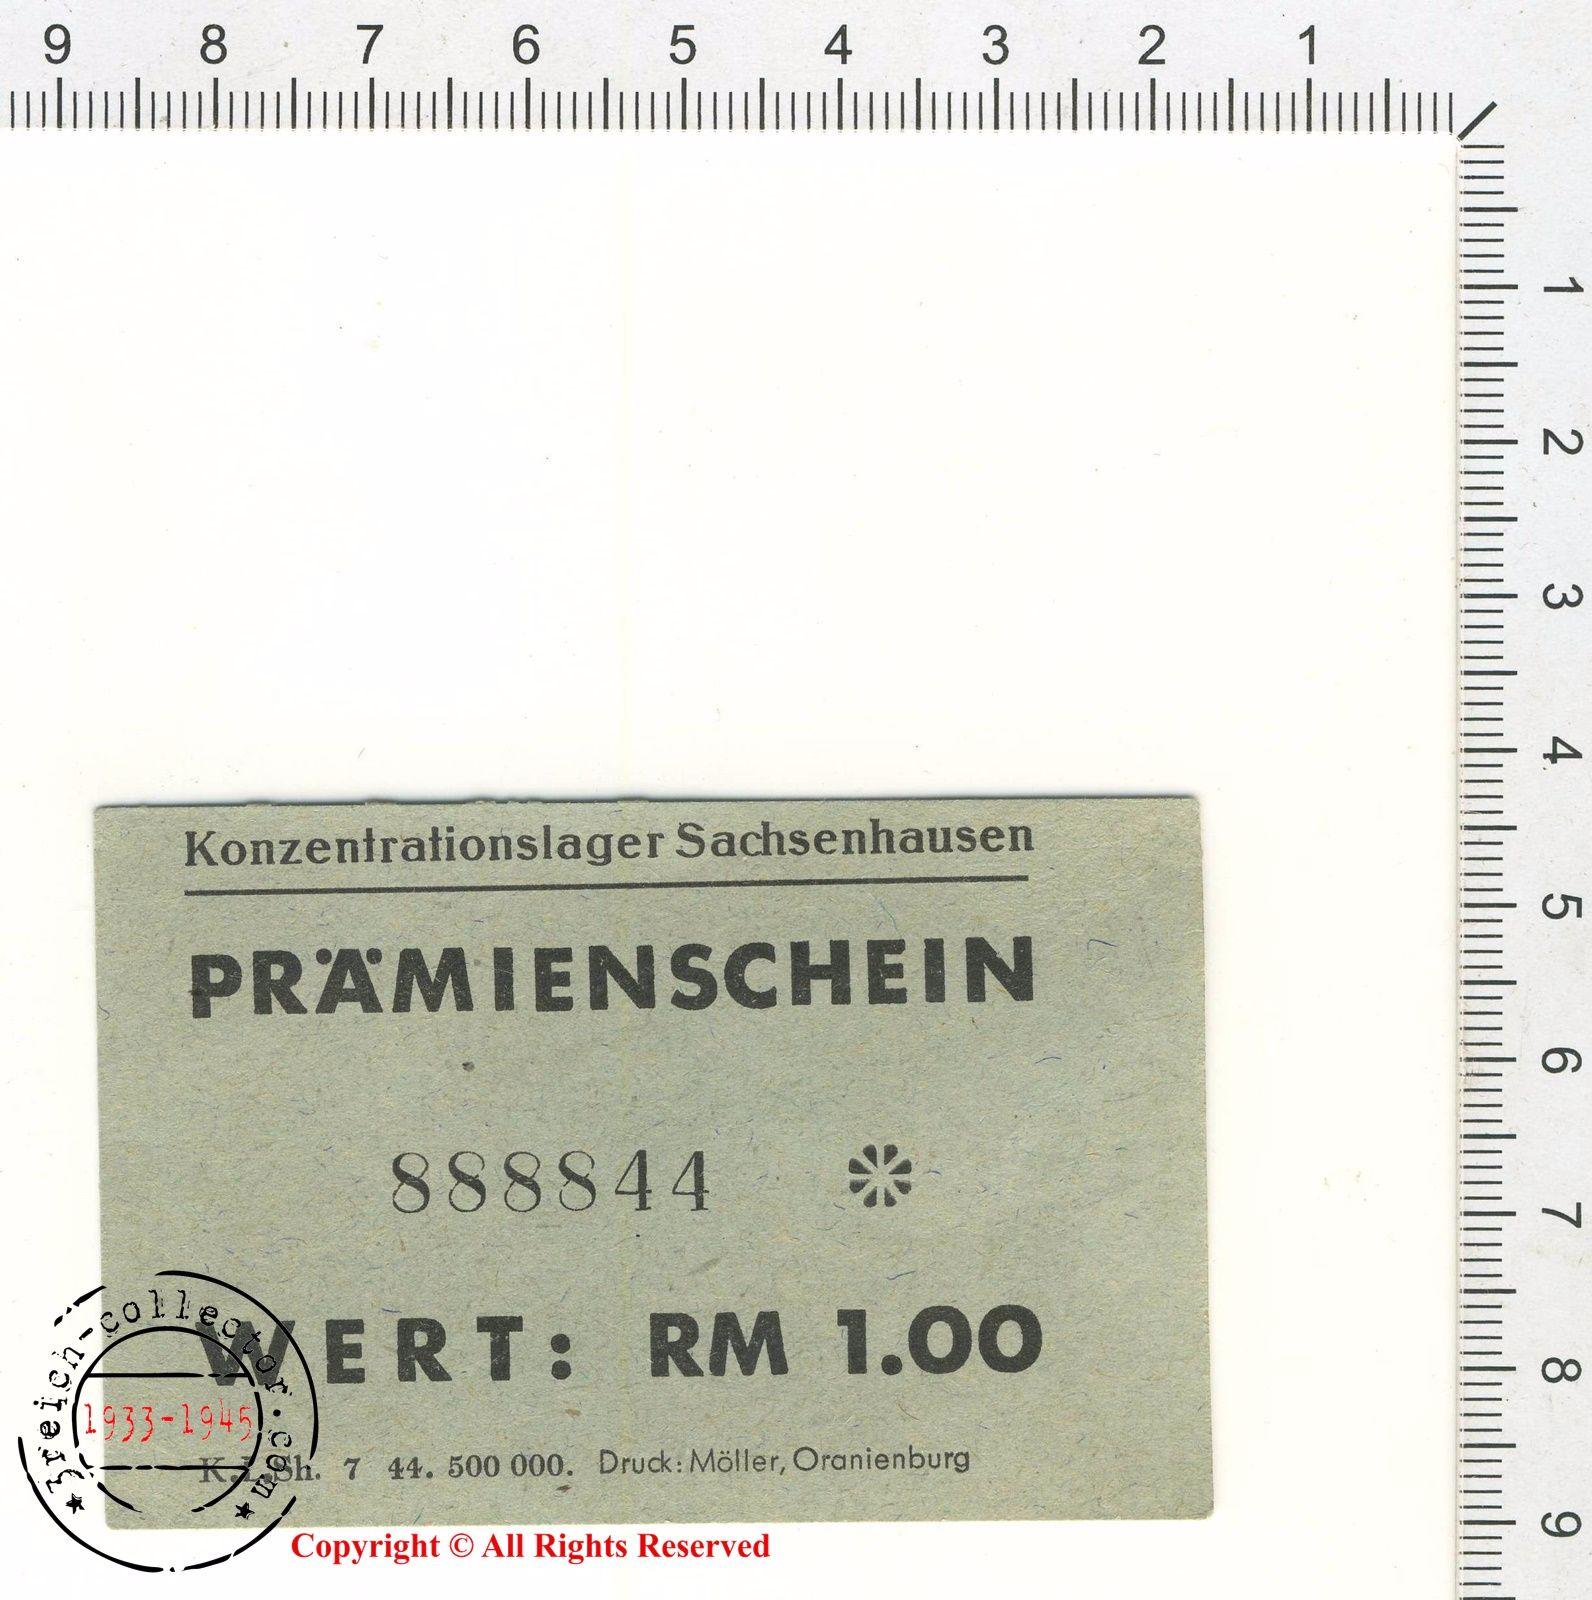 9 8 7 6 5 4 3 2 1
1
2
3
4
5
6
7
8
9
Konzentrationslager Sachsenhausen
PRÄMIENSCHEIN
888844
WERT: RM 1.00
K.L.Sh. 7 44. 500 000. Druck: Möller, Oranienburg
3reich-collector.com
1933-1945
Copyright © All Rights Reserved